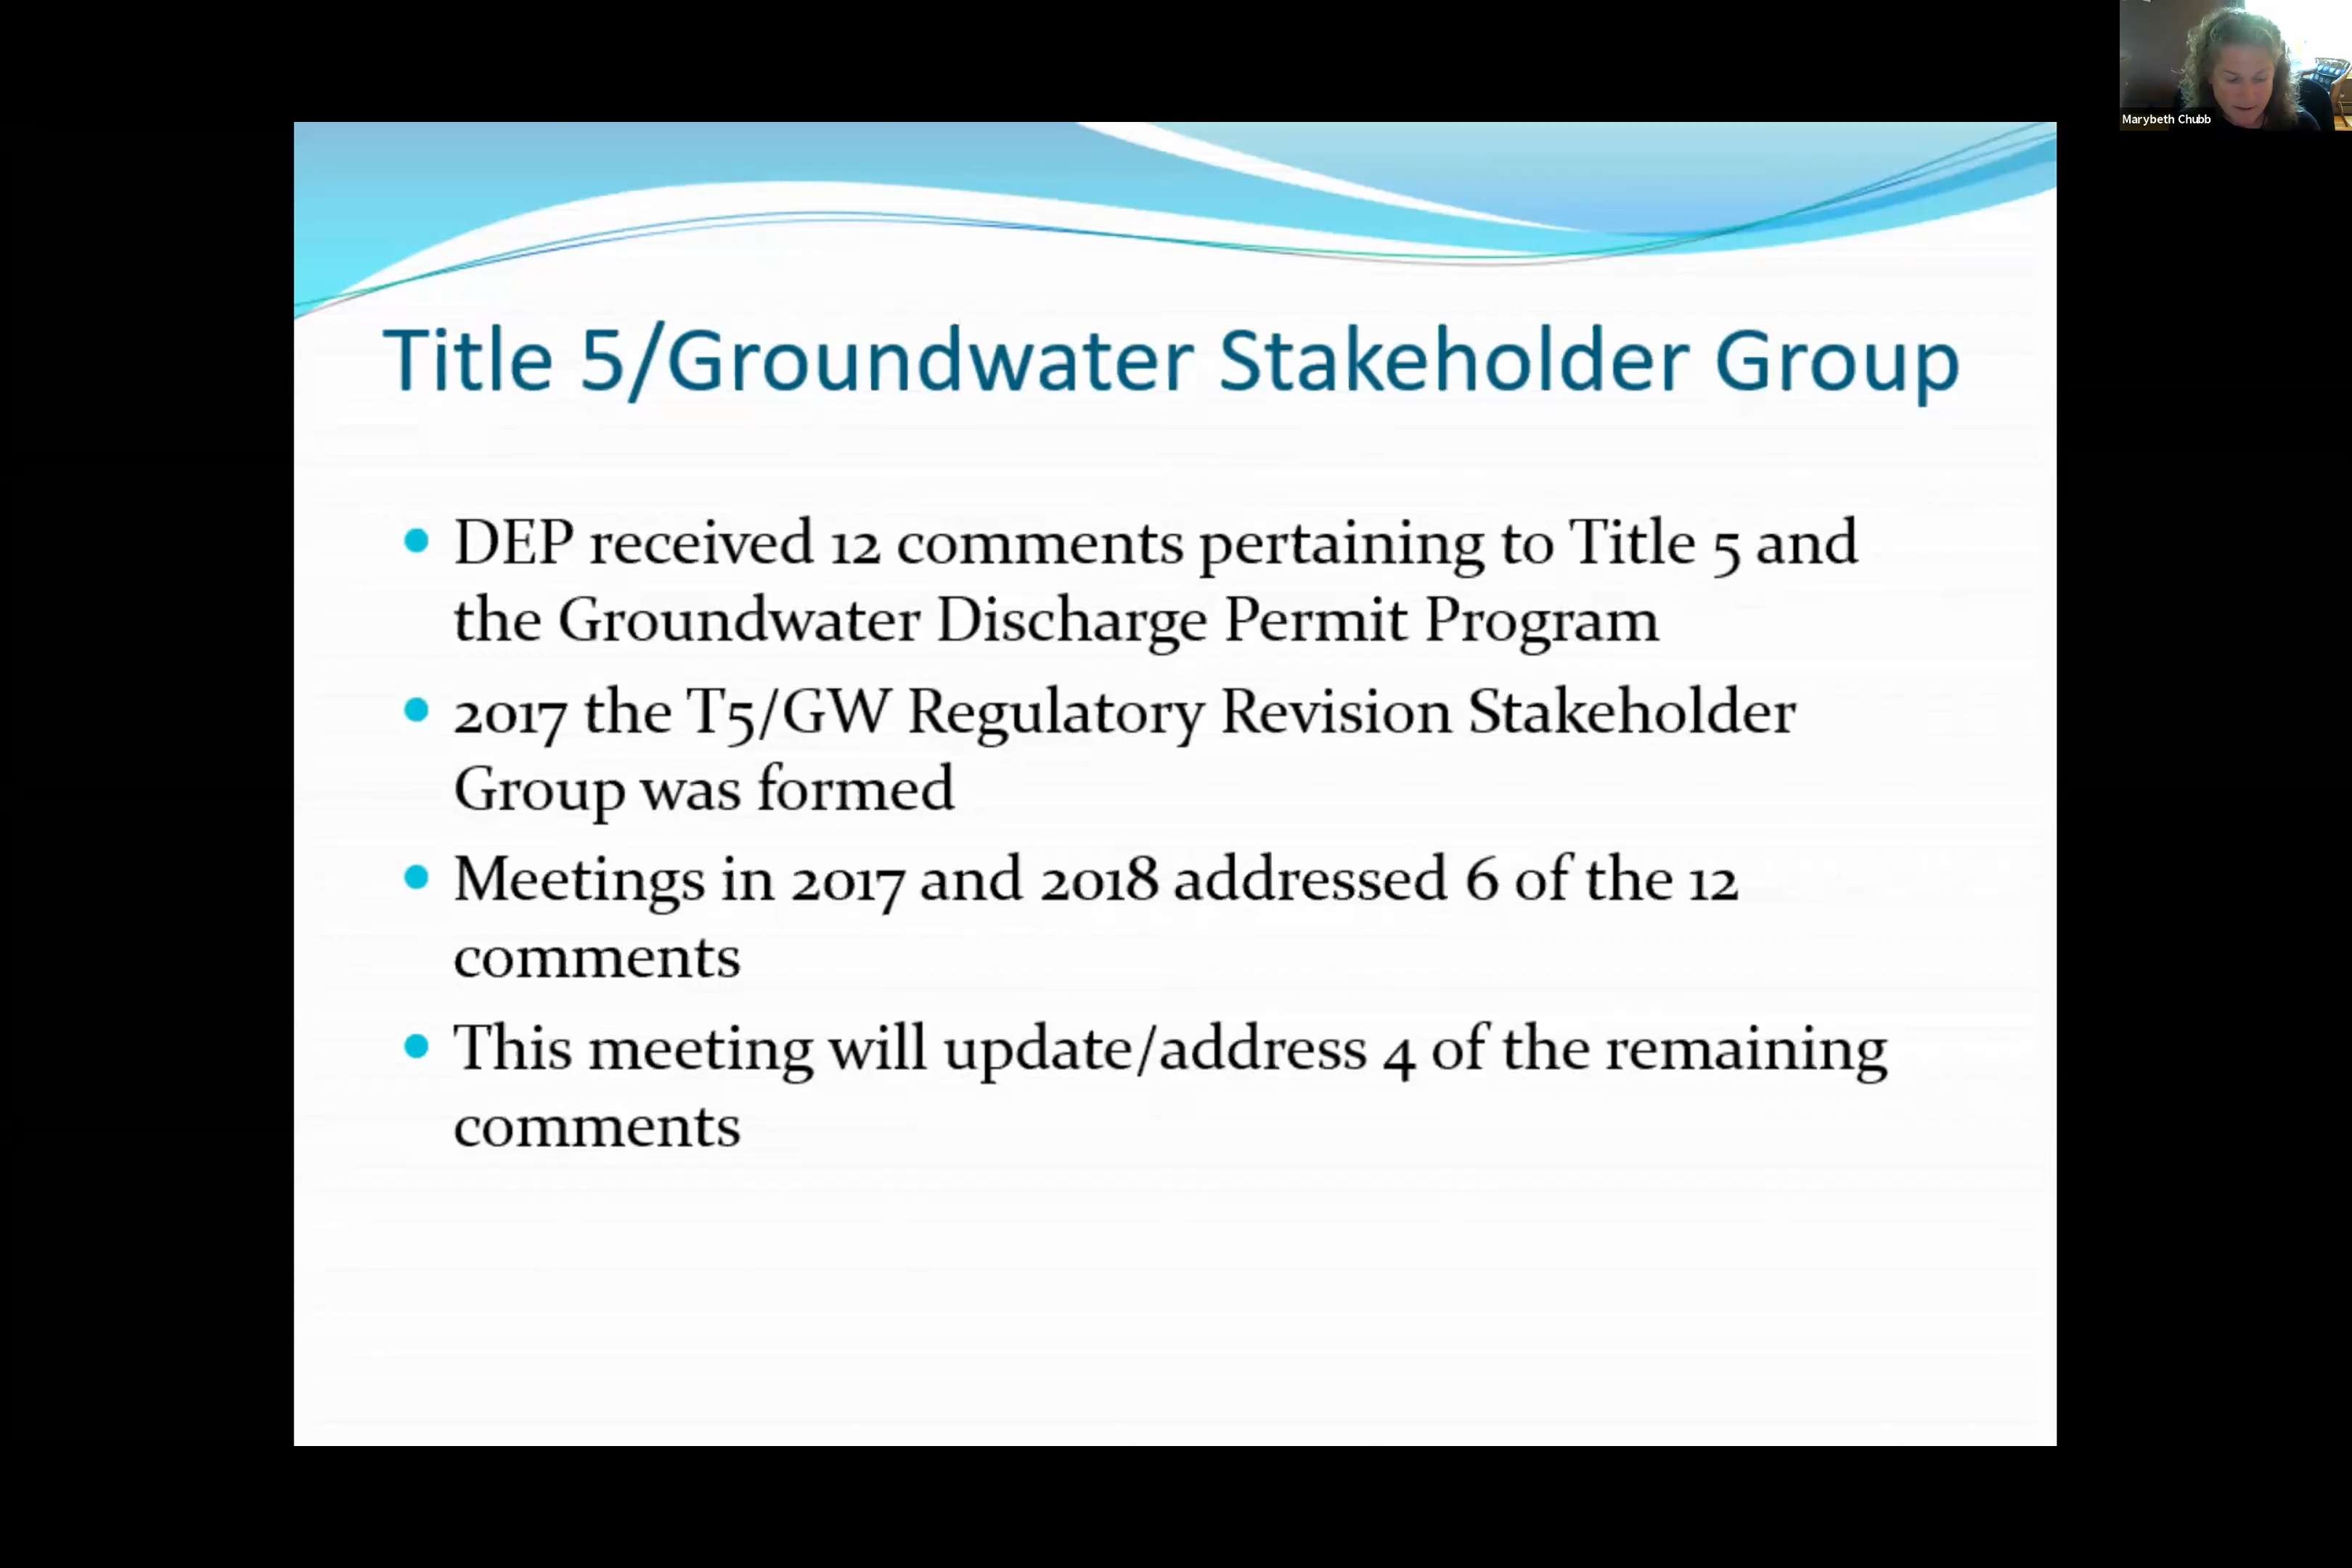 Marybeth Chubb
Title 5/Groundwater Stakeholder Group
DEP received 12 comments pertaining to Title 5 and
the Groundwater Discharge Permit Program
2017 the T5/GW Regulatory Revision Stakeholder
Group was formed
Meetings in 2017 and 2018 addressed 6 of the 12
comments
This meeting will update/address 4 of the remaining
comments